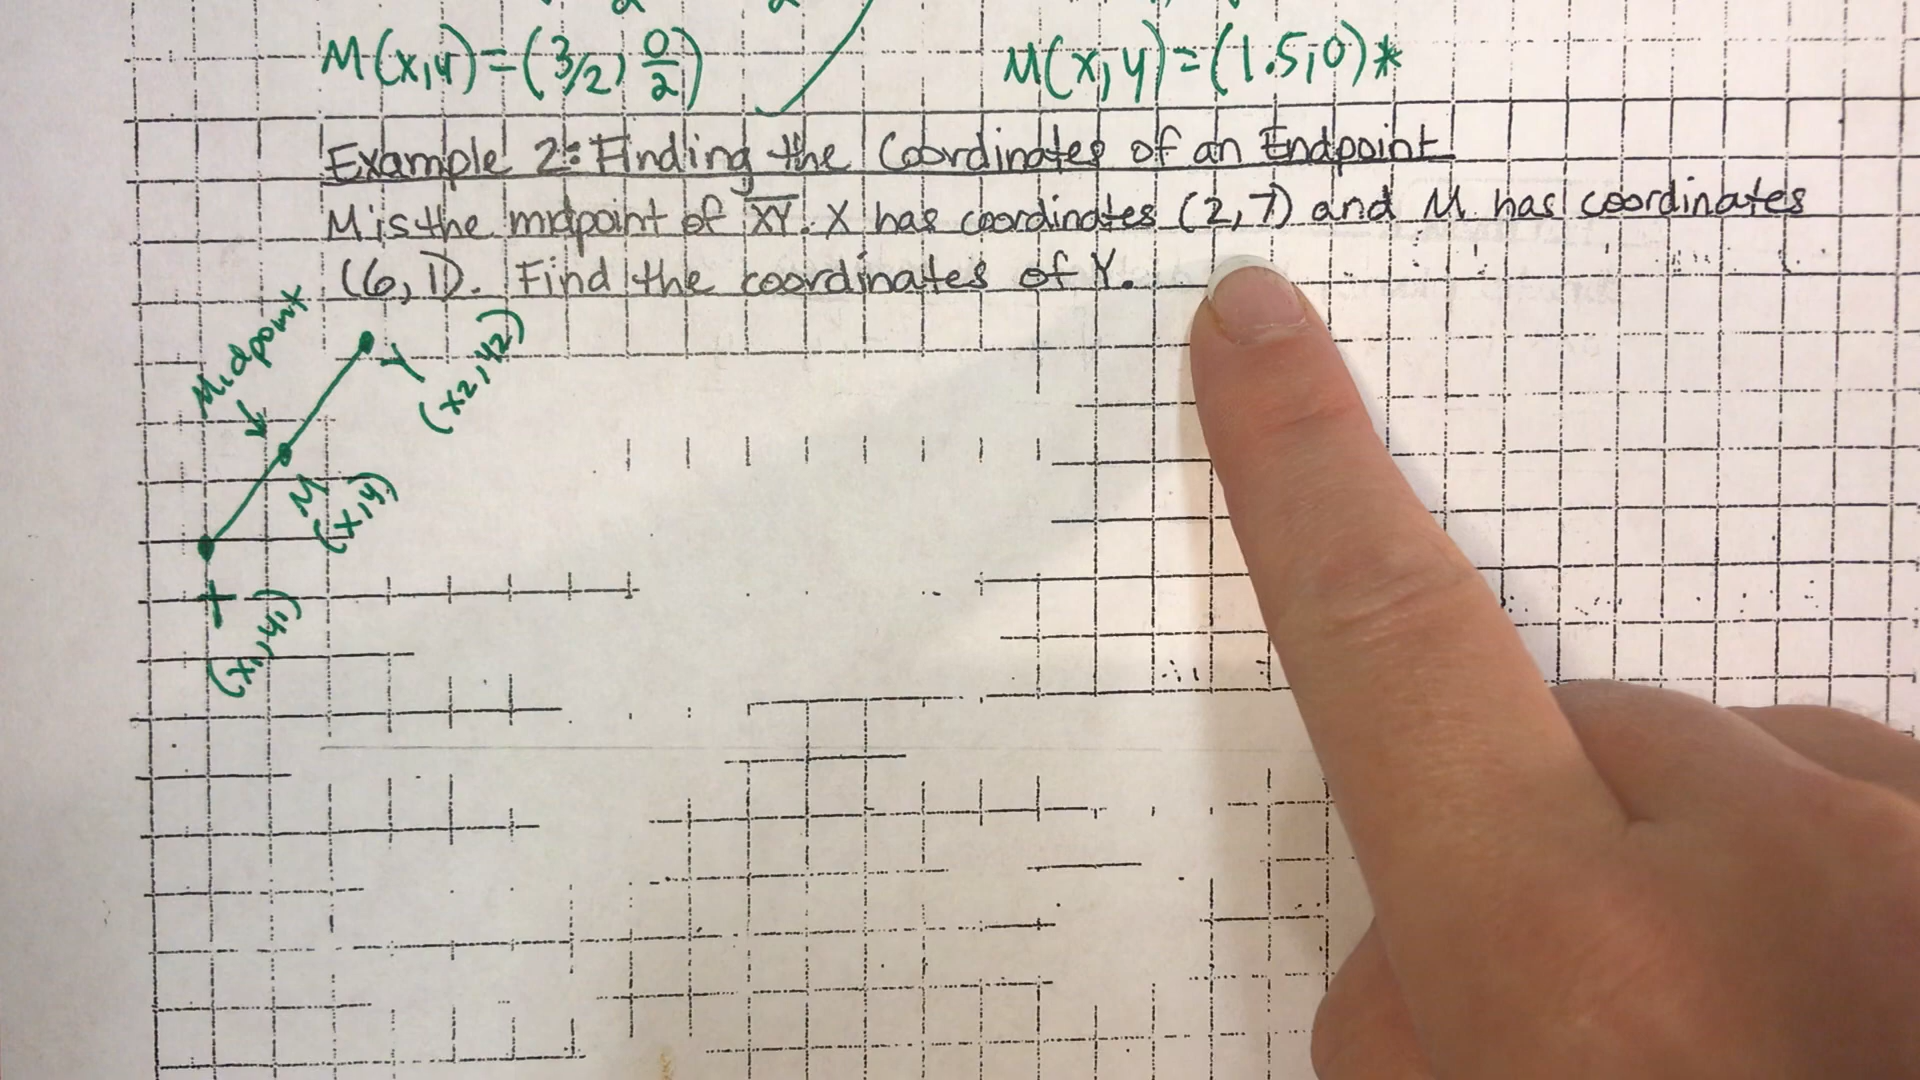 M(x,y)=(3/2, 0/2)
M(x,y)=(1.5,0)*
Example 2: Finding the Coordinates of an Endpoint
M is the midpoint of XY. X has coordinates (2,7) and M has coordinates
(6,1). Find the coordinates of Y.
Midpoint
Y
(x2,y2)
M
(x,y)
X
(x1,y1)